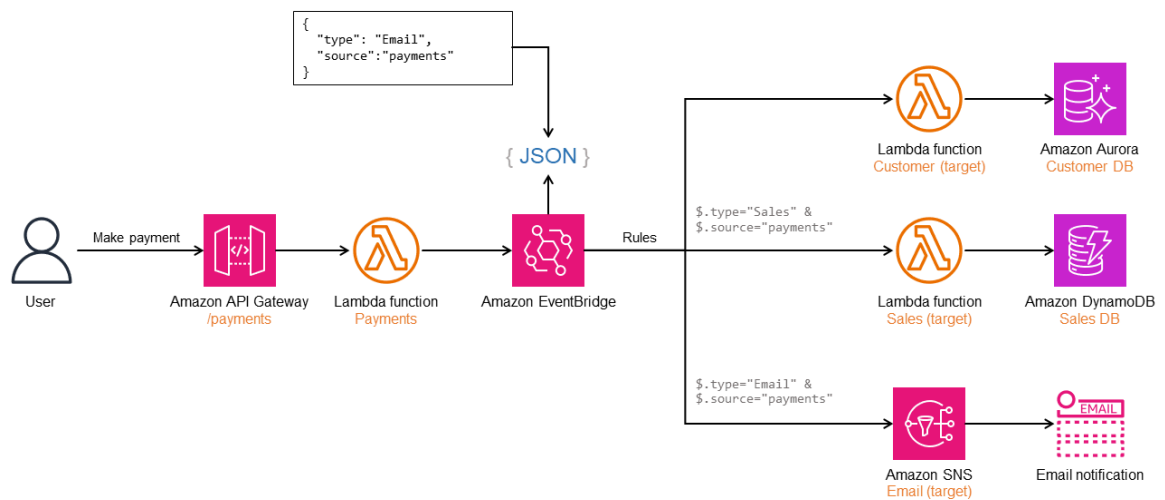 {
"type": "Email",
"source":"payments"
}
{ JSON }
Make payment
User
Amazon API Gateway
/payments
Lambda function
Payments
Amazon EventBridge
Rules
Lambda function
Customer (target)
Amazon Aurora
Customer DB
$.type="Sales" &
$.source="payments"
Lambda function
Sales (target)
Amazon DynamoDB
Sales DB
$.type="Email" &
$.source="payments"
Amazon SNS
Email (target)
EMAIL
Email notification